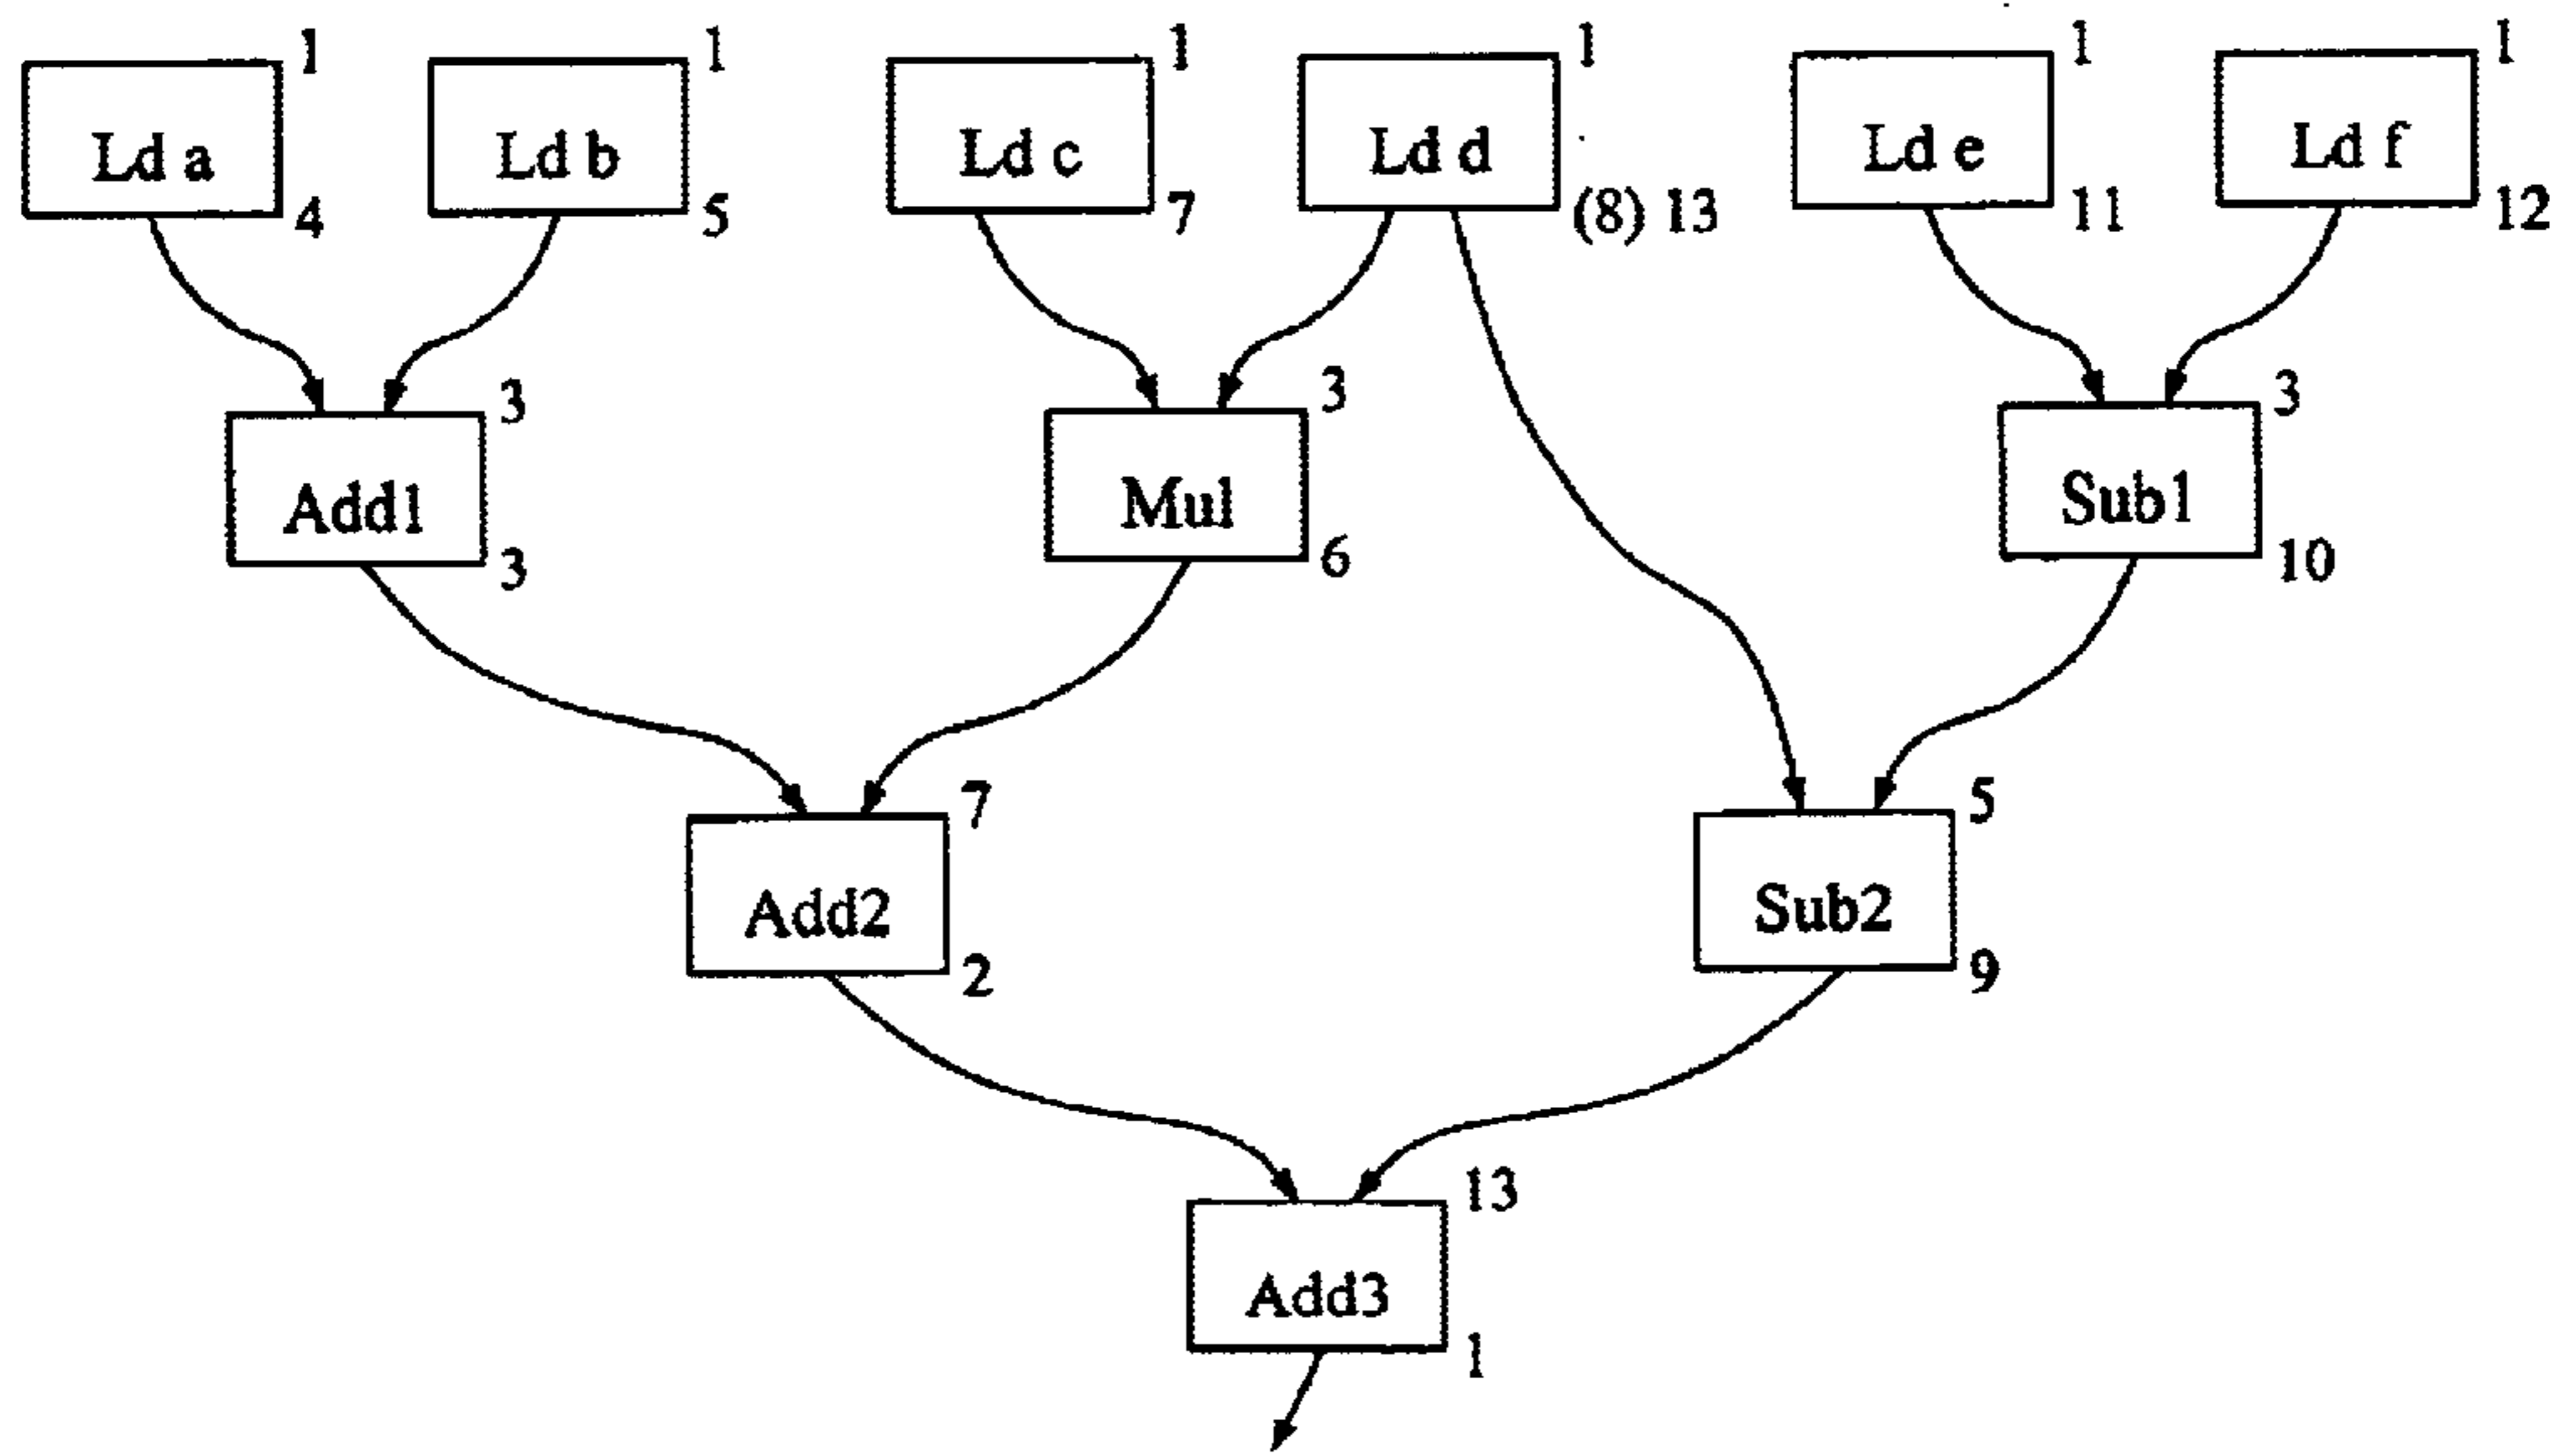 1 1 1 1 1 1
Ld a Ld b Ld c Ld d Ld e Ld f
4 5 7 (8) 13 11 12
3 3 3
Add1 Mul Sub1
3 6 10
7 5
Add2 Sub2
2 9
13
Add3
1